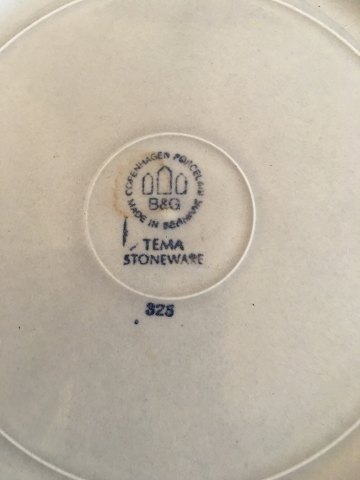 COPENHAGEN PORCELAIN
B&G
MADE IN DENMARK
TEMA
STONEWARE
325